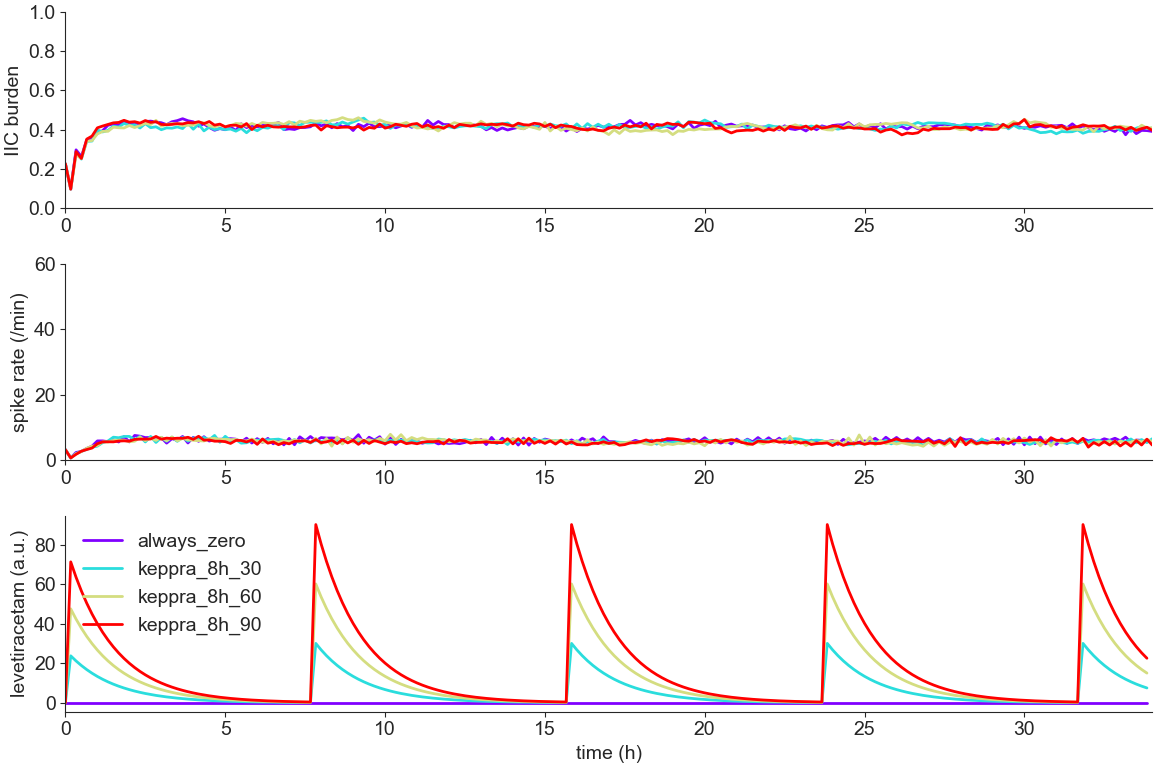 IIC burden
1.0
0.8
0.6
0.4
0.2
0.0
0 5 10 15 20 25 30
spike rate (/min)
60
40
20
0
0 5 10 15 20 25 30
levetiracetam (a.u.)
80
60
40
20
0
always_zero
keppra_8h_30
keppra_8h_60
keppra_8h_90
0 5 10 15 20 25 30
time (h)